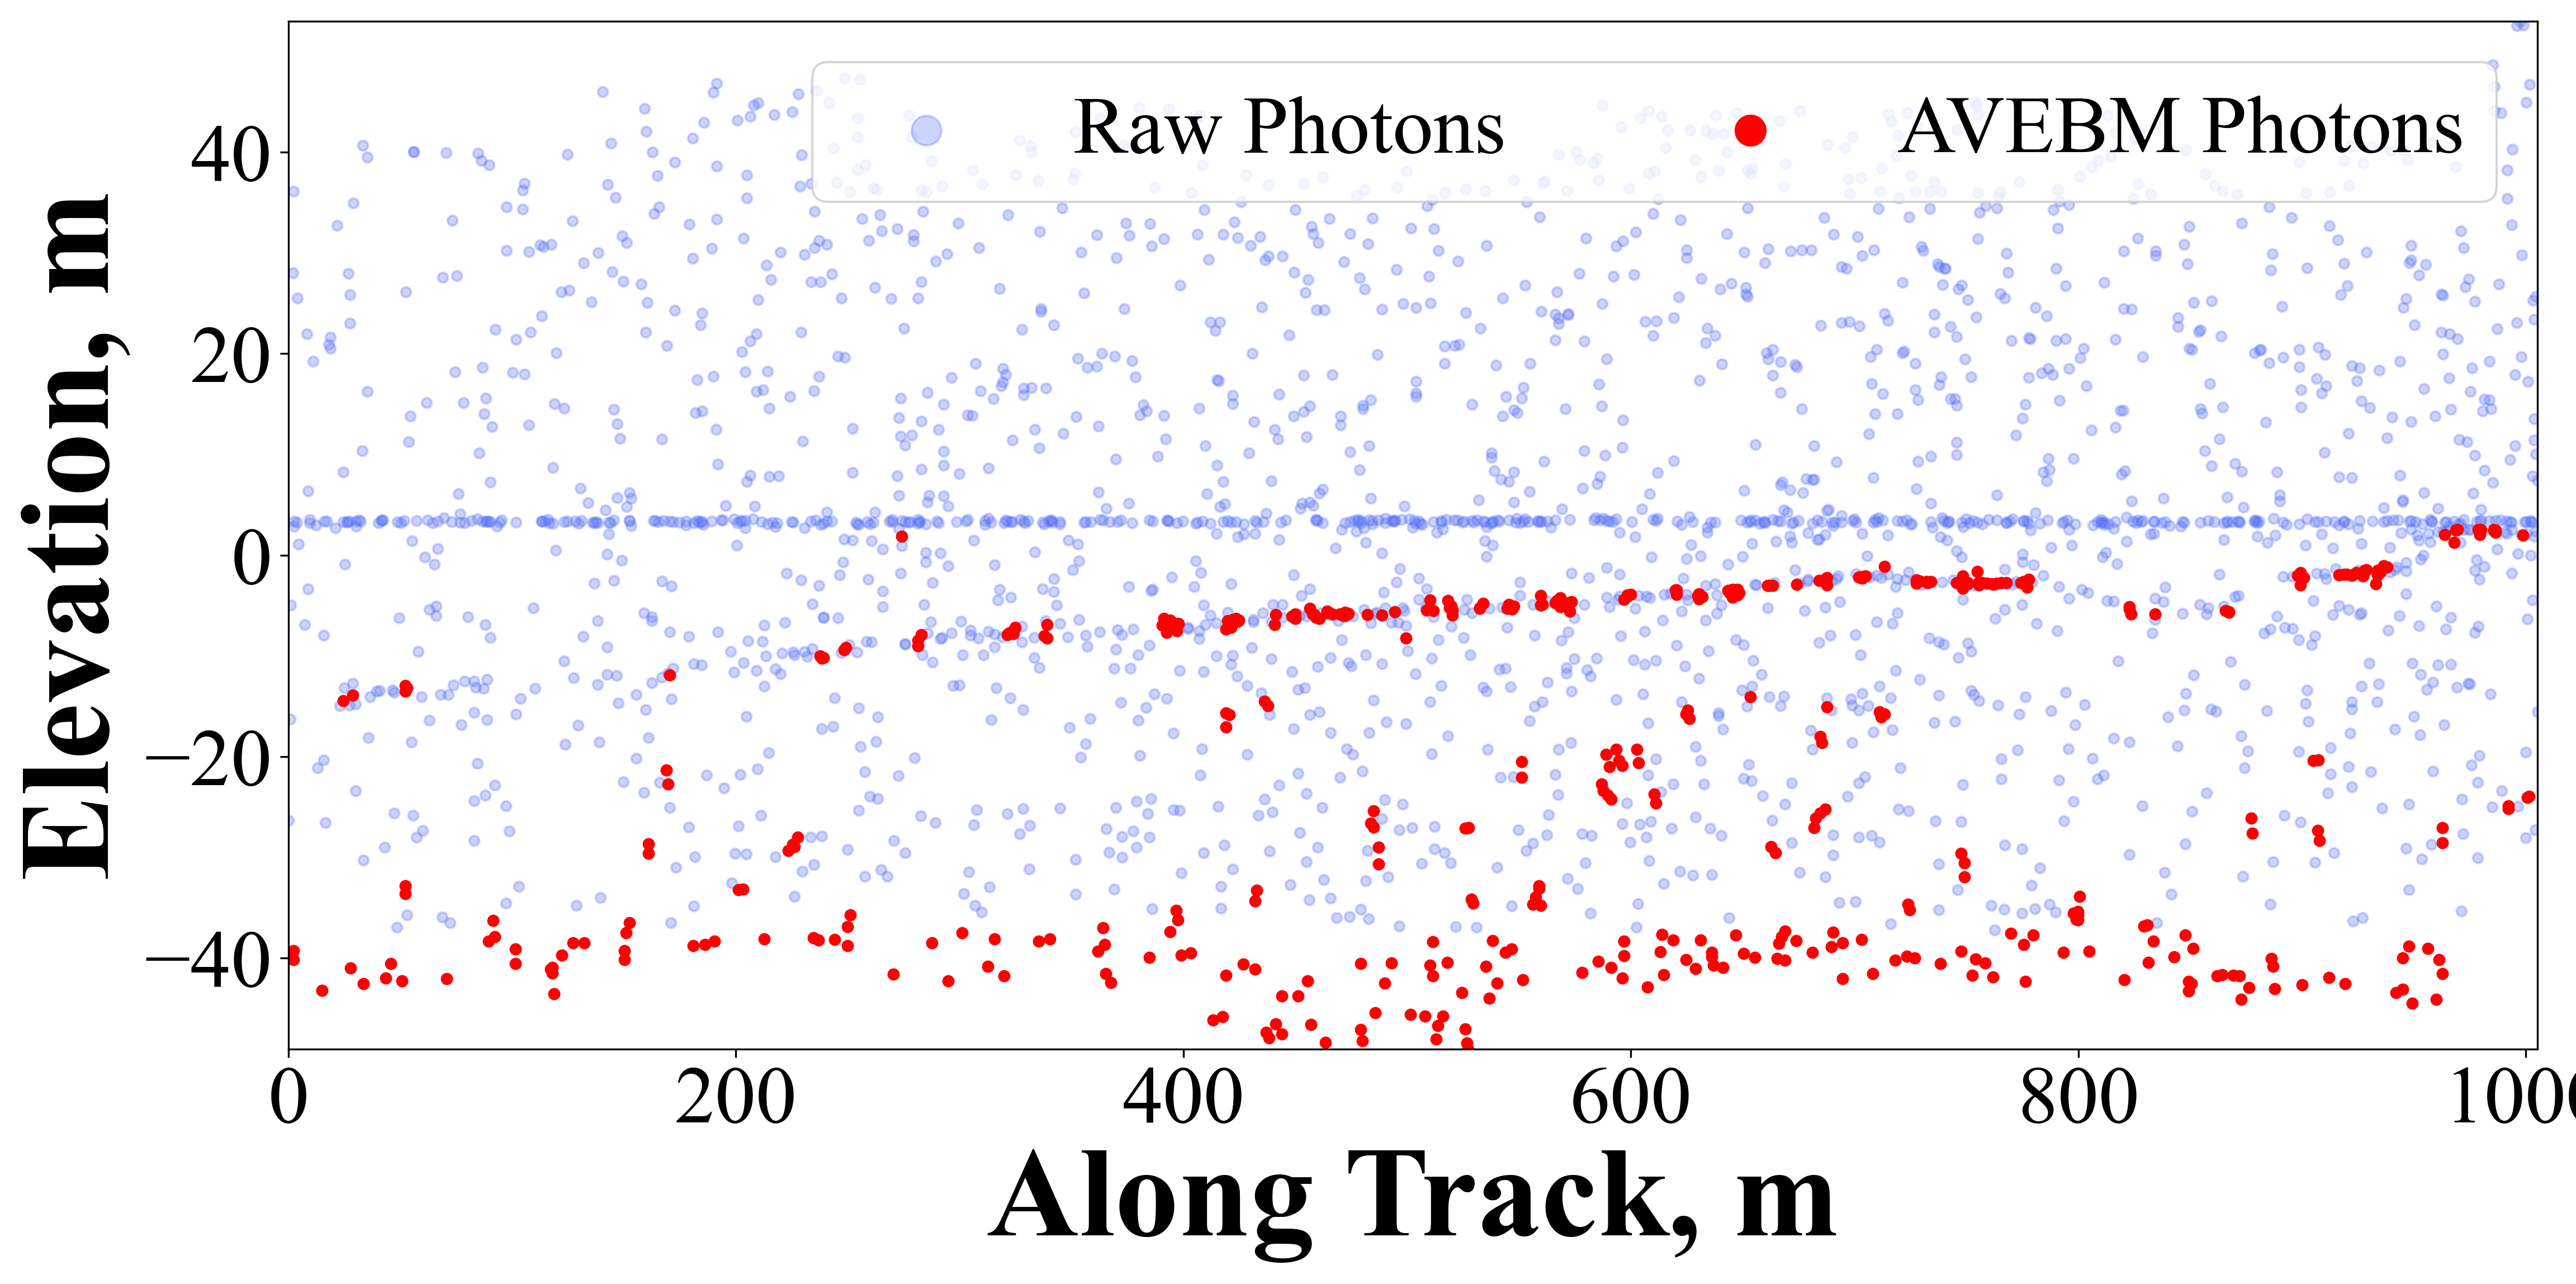 Raw Photons
AVEBM Photons
Elevation, m
40
20
0
−20
−40
0
200
400
600
800
1000
Along Track, m